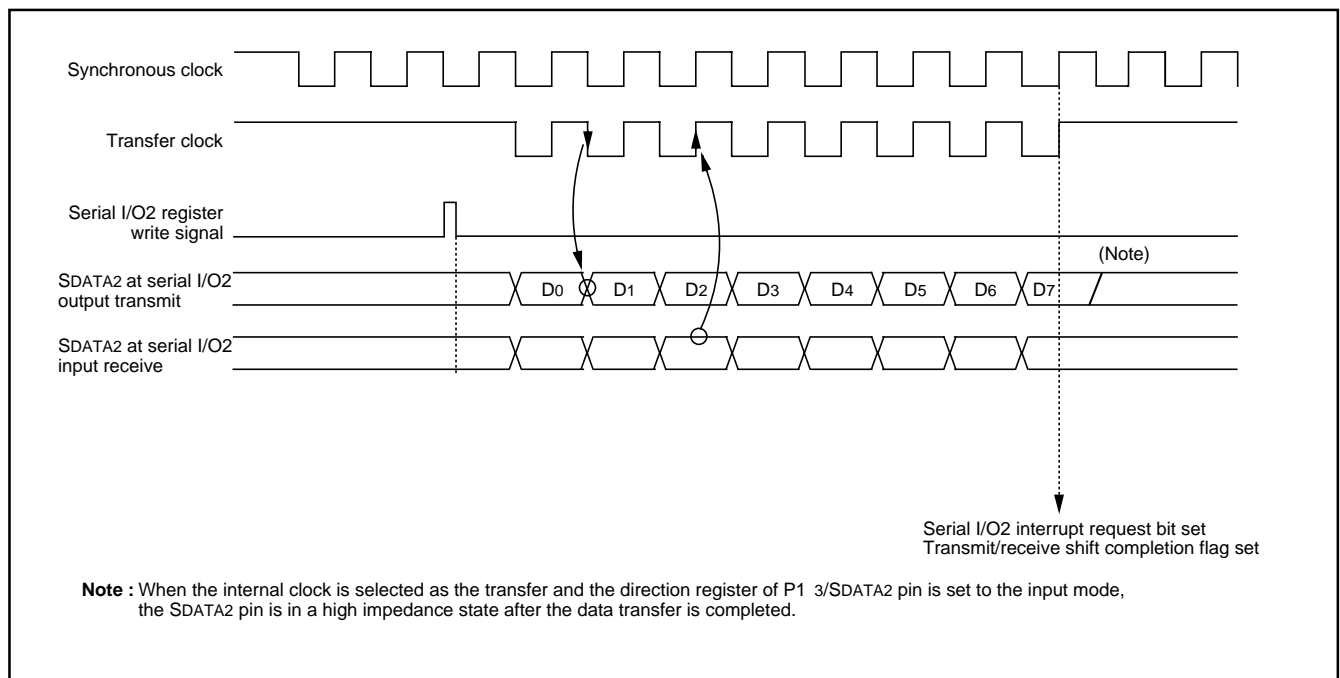 Synchronous clock
Transfer clock
Serial I/O2 register
write signal
(Note)
SDATA2 at serial I/O2
output transmit
D0 D1 D2 D3 D4 D5 D6 D7
SDATA2 at serial I/O2
input receive
Serial I/O2 interrupt request bit set
Transmit/receive shift completion flag set
Note : When the internal clock is selected as the transfer and the direction register of P1 3/SDATA2 pin is set to the input mode,
the SDATA2 pin is in a high impedance state after the data transfer is completed.